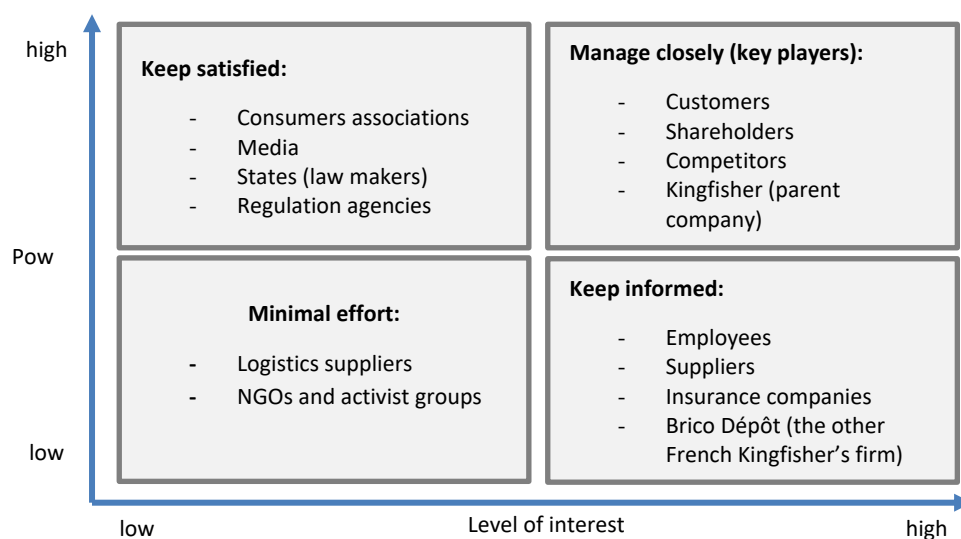 high
Keep satisfied:
- Consumers associations
- Media
- States (law makers)
- Regulation agencies
Manage closely (key players):
- Customers
- Shareholders
- Competitors
- Kingfisher (parent
company)
Pow
Minimal effort:
- Logistics suppliers
- NGOs and activist groups
Keep informed:
- Employees
- Suppliers
- Insurance companies
- Brico Dépôt (the other
French Kingfisher’s firm)
low
low
Level of interest
high